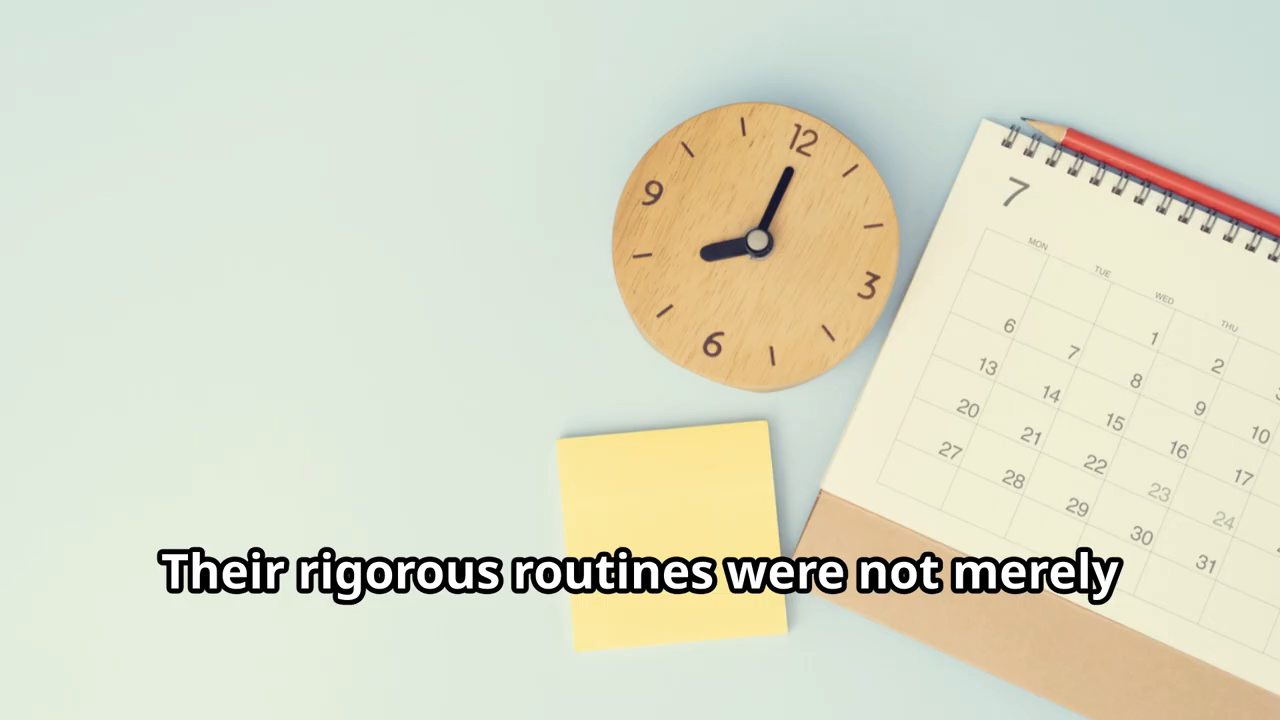 12
9
3
6
7
MON TUE WED THU
1 2
6 7 8 9 10
13 14 15 16 17
20 21 22 23 24
27 28 29 30 31
Their rigorous routines were not merely